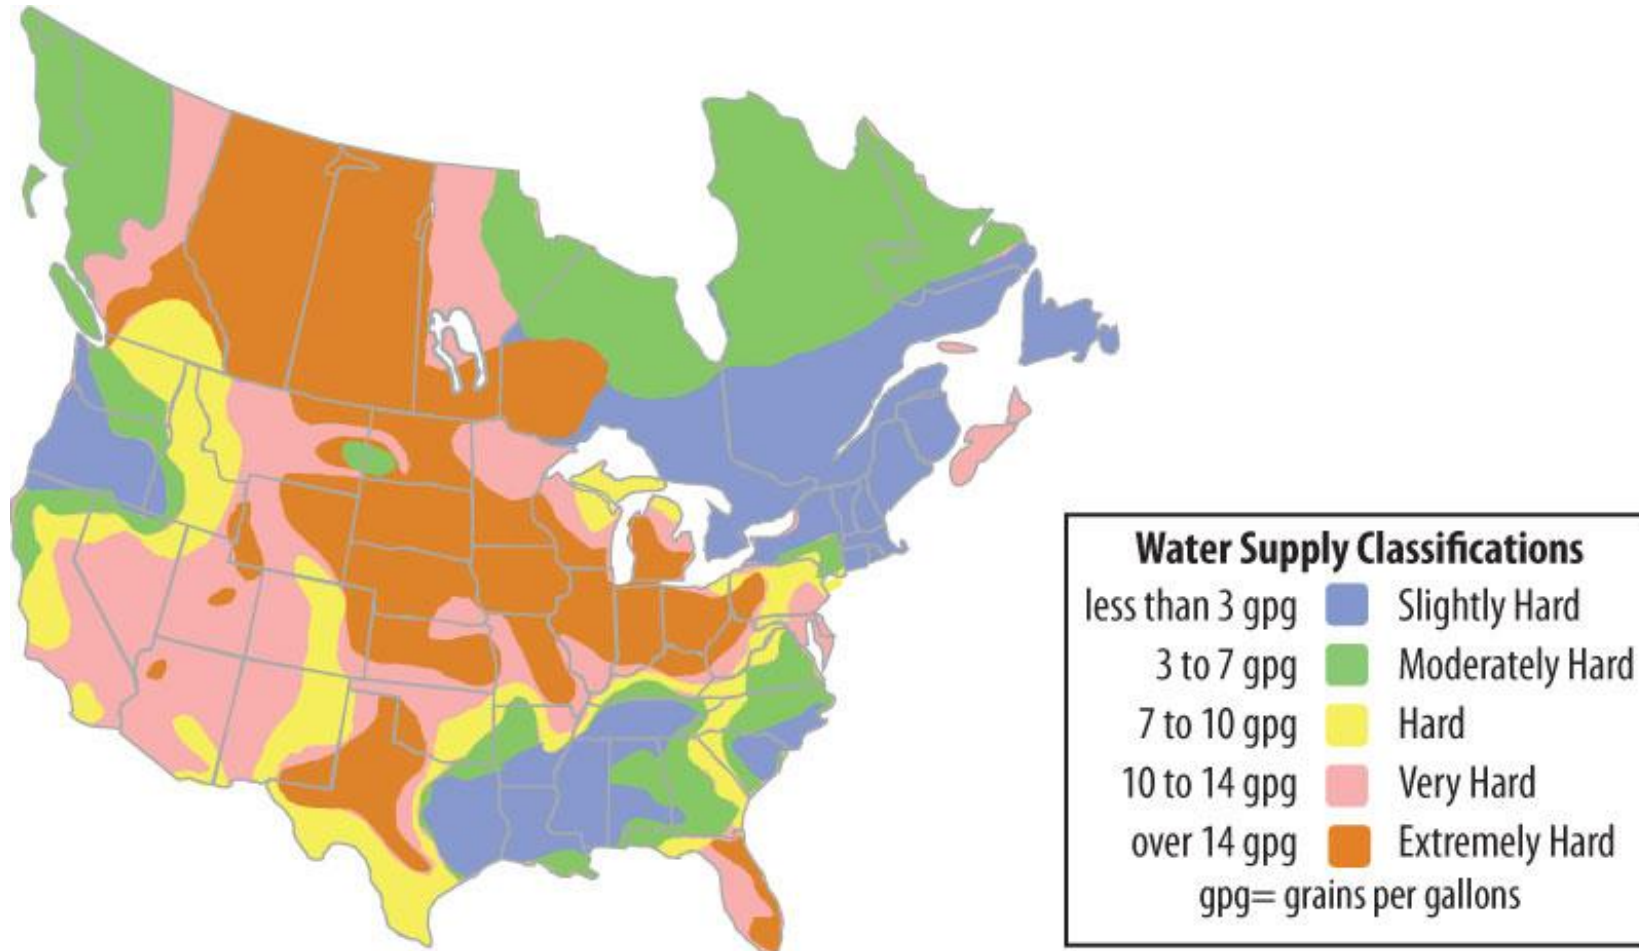 Water Supply Classifications
less than 3 gpg Slightly Hard
3 to 7 gpg Moderately Hard
7 to 10 gpg Hard
10 to 14 gpg Very Hard
over 14 gpg Extremely Hard
gpg= grains per gallons